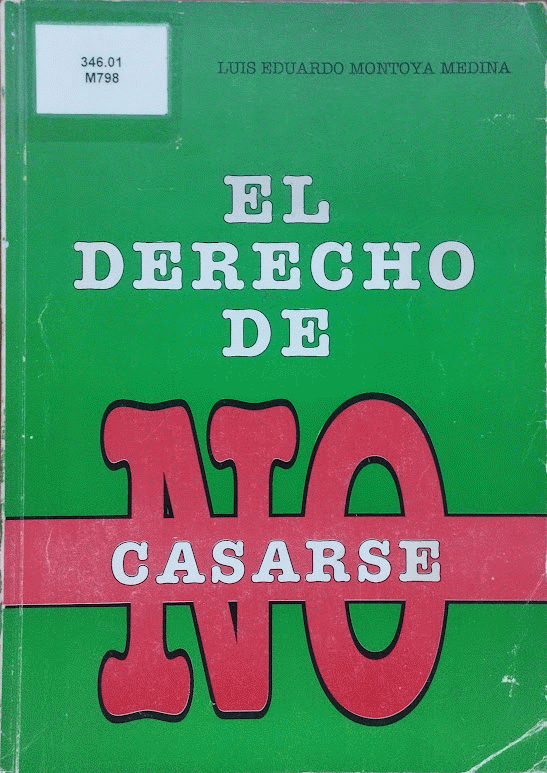 346.01
M798
LUIS EDUARDO MONTOYA MEDINA
EL
DERECHO
DE
NO
CASARSE